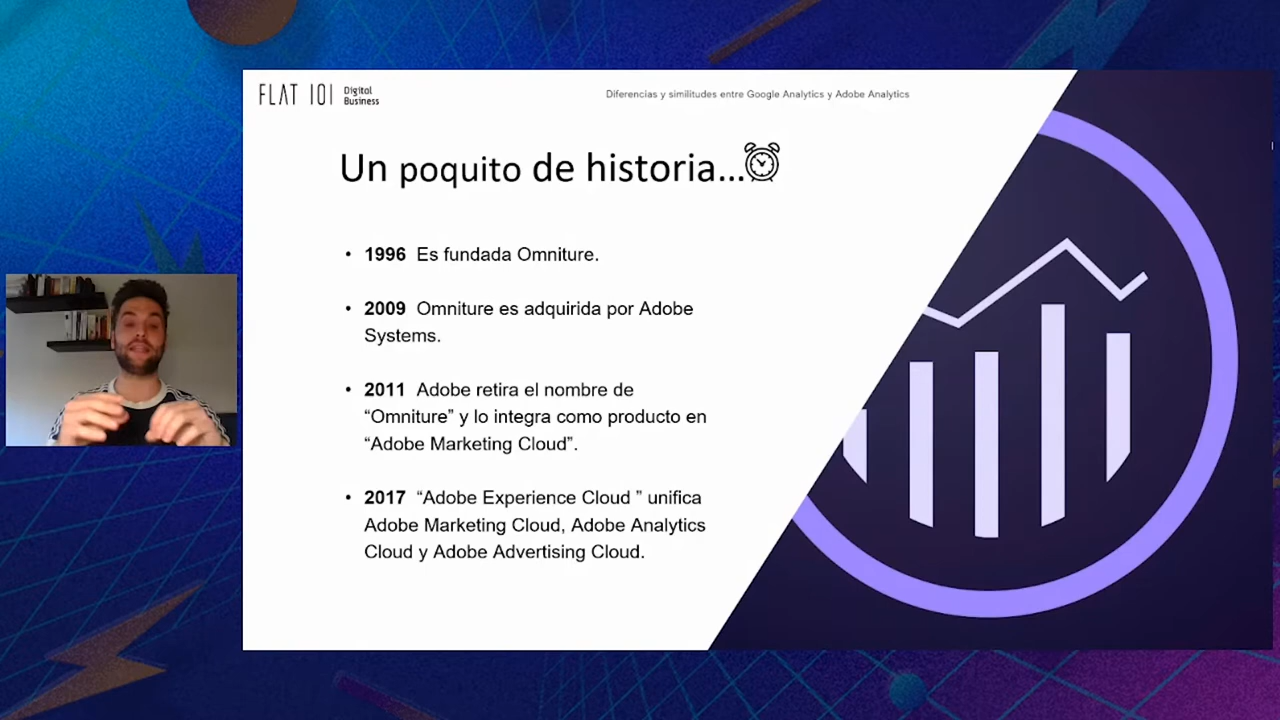 FLAT 101 Digital Business
Diferencias y similitudes entre Google Analytics y Adobe Analytics
Un poquito de historia...
• 1996 Es fundada Omniture.
• 2009 Omniture es adquirida por Adobe
Systems.
• 2011 Adobe retira el nombre de
“Omniture” y lo integra como producto en
“Adobe Marketing Cloud”.
• 2017 “Adobe Experience Cloud ” unifica
Adobe Marketing Cloud, Adobe Analytics
Cloud y Adobe Advertising Cloud.